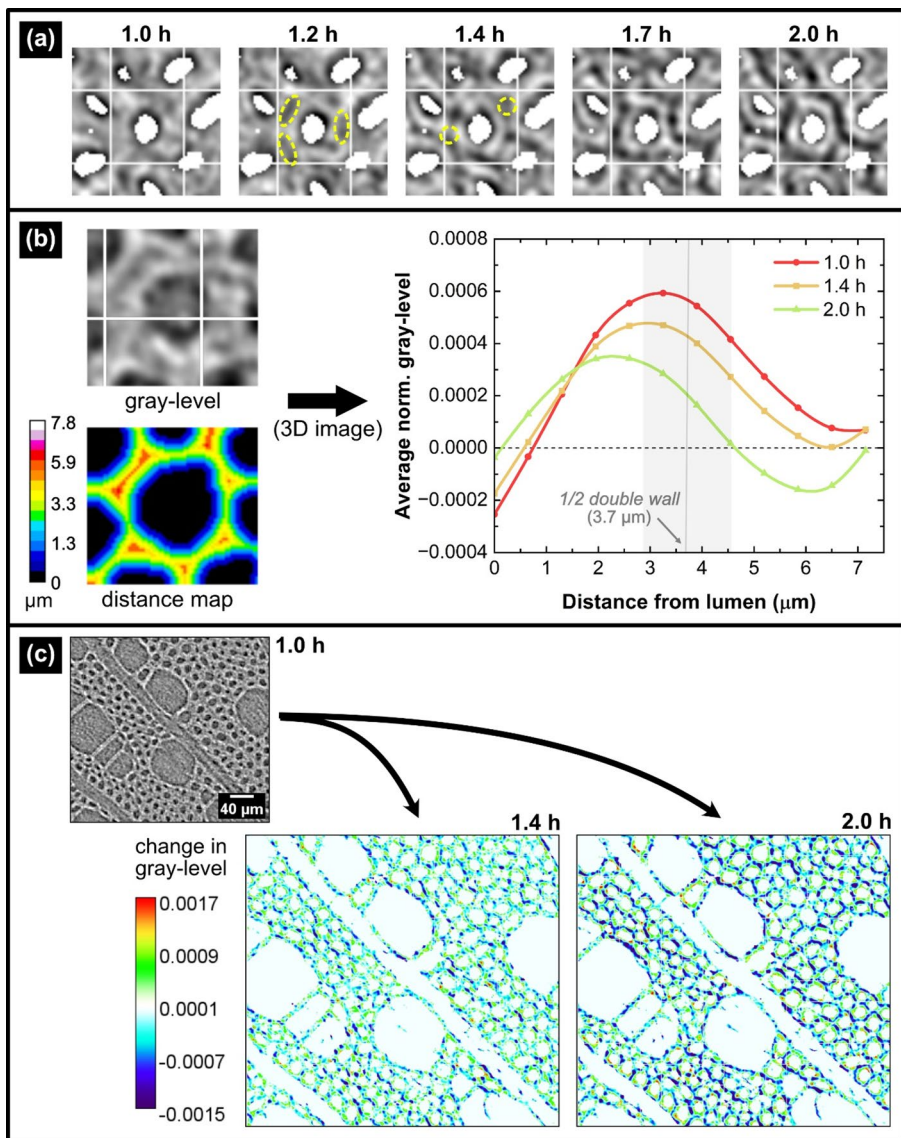 (a)
1.0 h
1.2 h
1.4 h
1.7 h
2.0 h
(b)
gray-level
(3D image)
7.8
5.9
3.3
1.3
0
µm
distance map
Average norm. gray-level
0.0008
0.0006
0.0004
0.0002
0.0000
−0.0002
−0.0004
1.0 h
1.4 h
2.0 h
1/2 double wall
(3.7 µm)
0 1 2 3 4 5 6 7
Distance from lumen (µm)
(c)
1.0 h
40 µm
1.4 h
2.0 h
change in
gray-level
0.0017
0.0009
0.0001
-0.0007
-0.0015